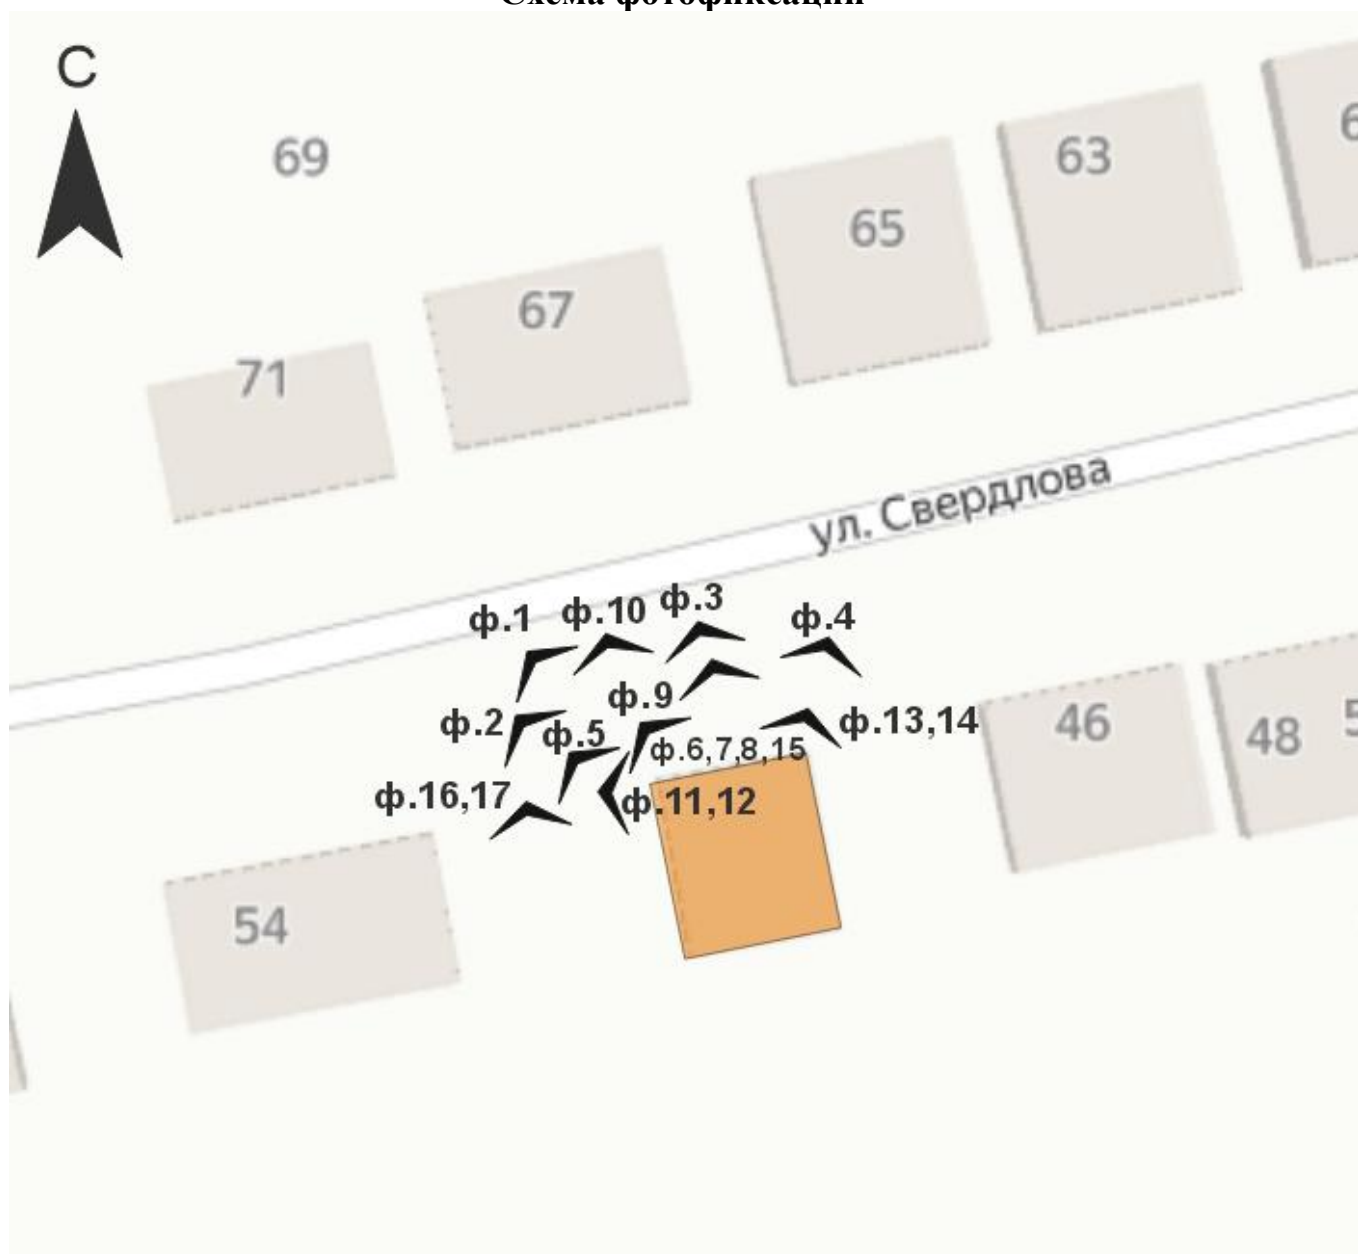 Схема фотофиксации
С
69
63
65
67
71
ул. Свердлова
ф.1
ф.10
ф.3
ф.4
ф.9
ф.2
ф.5
ф.13,14
ф.6,7,8,15
46
48
ф.16,17
ф.11,12
54